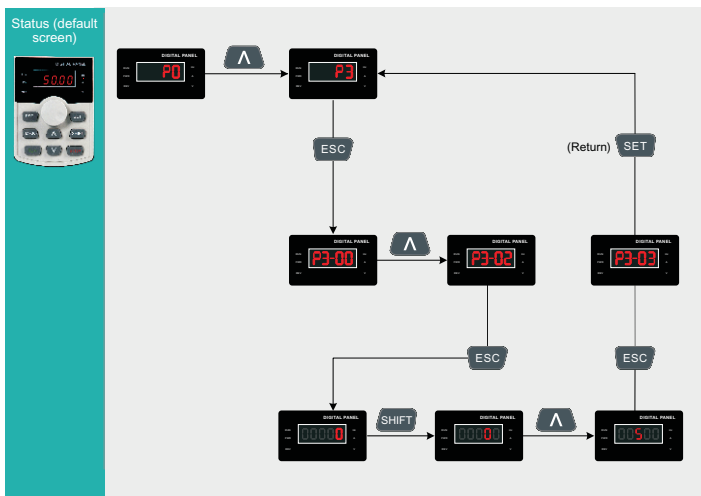 Status (default
screen)
50.00
DIGITAL PANEL
P0
Λ
DIGITAL PANEL
P3
ESC
(Return) SET
DIGITAL PANEL
P3-00
Λ
DIGITAL PANEL
P3-02
DIGITAL PANEL
P3-03
ESC
ESC
DIGITAL PANEL
00000
SHIFT
DIGITAL PANEL
00000
Λ
DIGITAL PANEL
00500